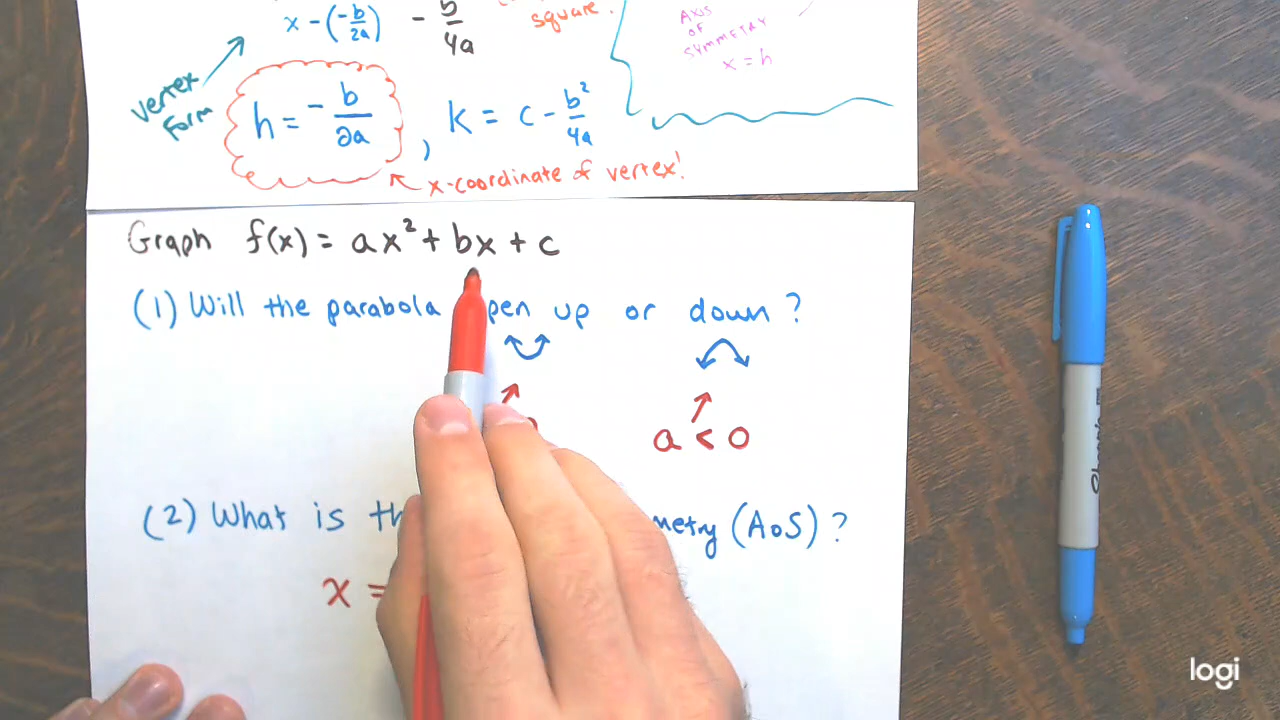 x - (-b/2a) - b/4a
square.
AXIS
OF
SYMMETRY
x = h
Vertex
form
h = - b/2a , k = c - b²/4a
x-coordinate of vertex!
Graph f(x) = ax² + bx + c
(1) Will the parabola pen up or down?
a < 0
(2) What is th metry (AoS)?
x =
logi